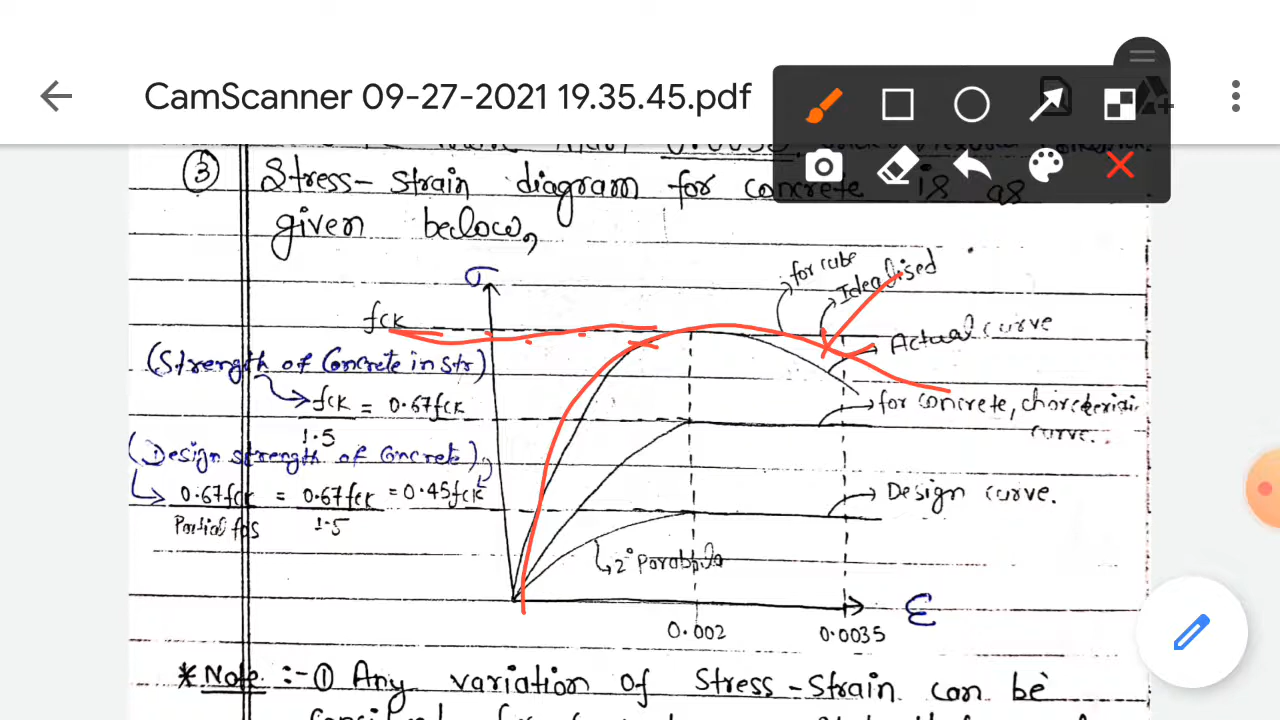 CamScanner 09-27-2021 19.35.45.pdf
③ Stress-strain diagram for concrete is as
given below,
σ
for cube
Idealised
fck
Actual curve
(Strength of Concrete in str)
fck = 0.67fck
1.5
for concrete,
curve.
(Design strength of Concrete),
0.67fck = 0.67fck = 0.45fck
1.5
Design curve.
2° Parabola
ε
0.002
0.0035
* Note :- ① Any variation of Stress-Strain can be